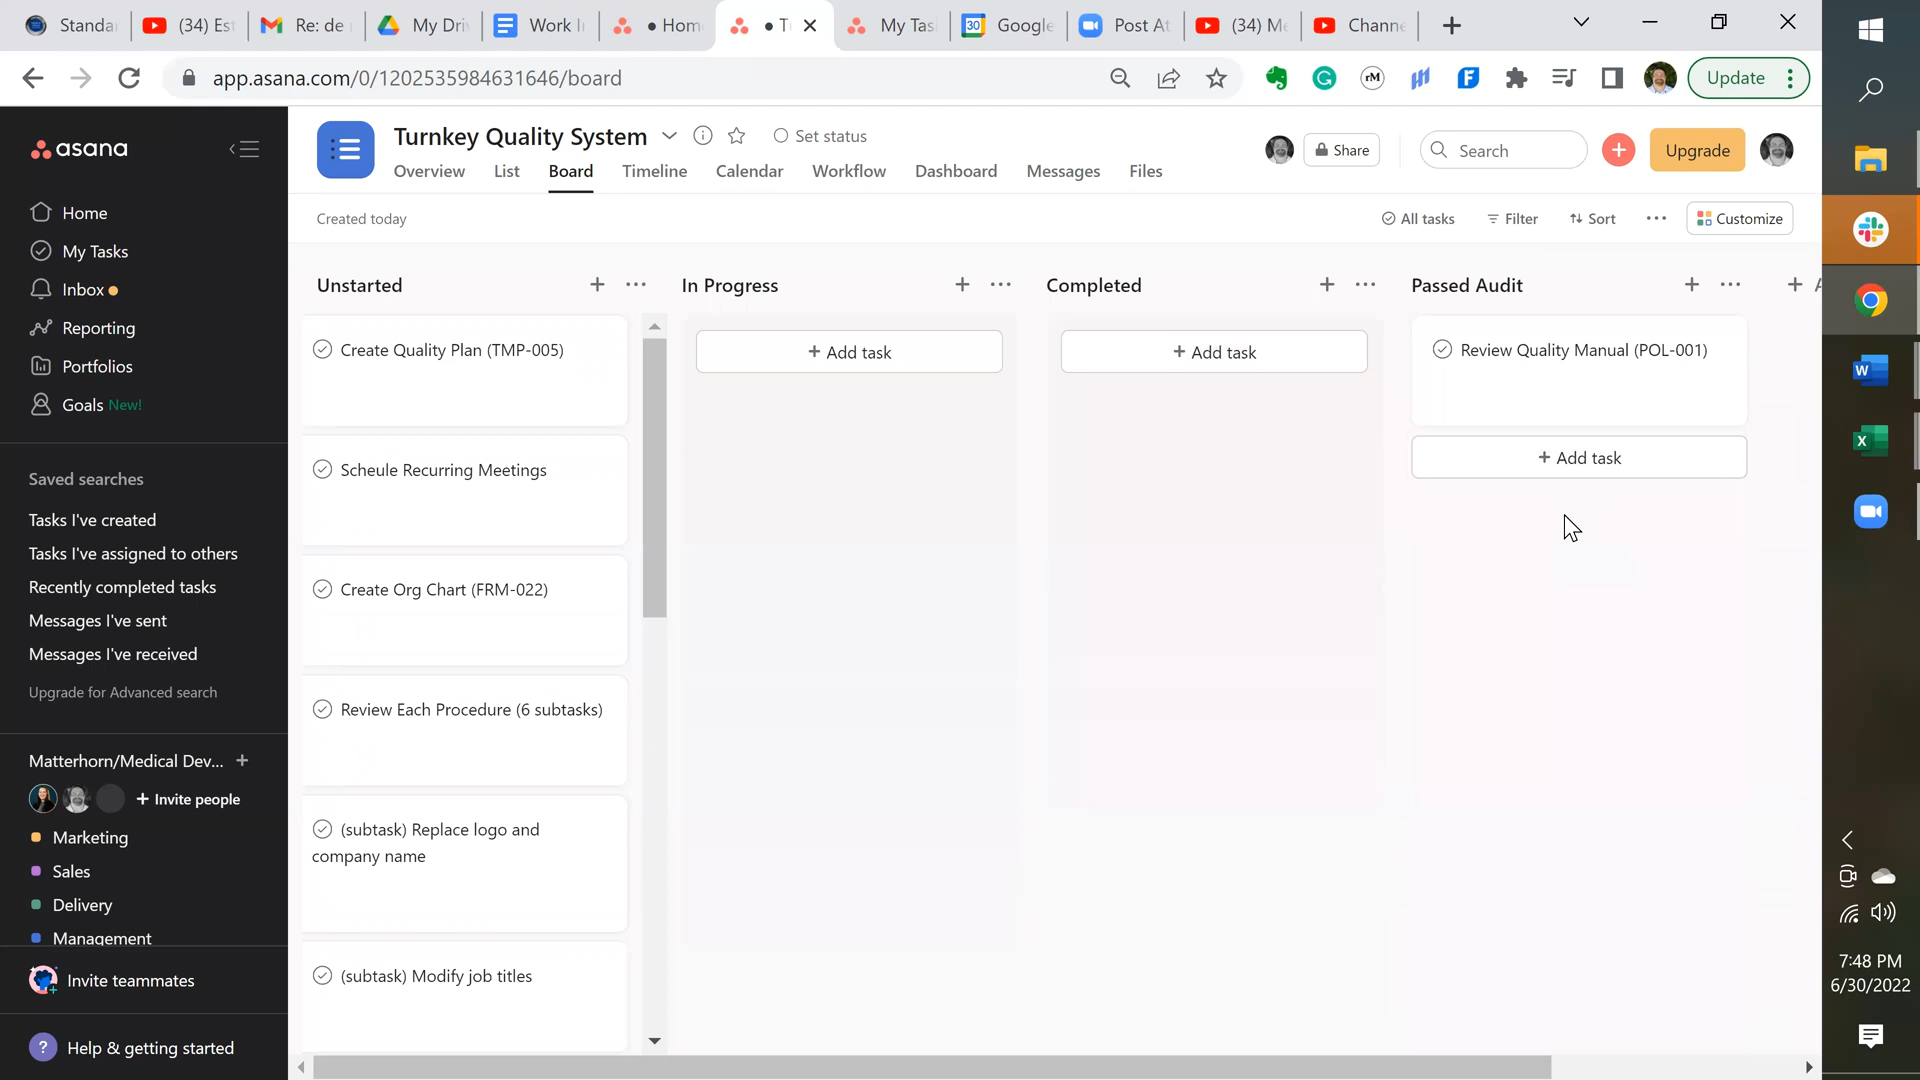 Standa
(34) Es
Re: de
My Dri
Work I
• Hom
• T
My Tas
Google
Post At
(34) Me
Channe
app.asana.com/0/1202535984631646/board
Update
asana
Home
My Tasks
Inbox
Reporting
Portfolios
Goals New!
Saved searches
Tasks I've created
Tasks I've assigned to others
Recently completed tasks
Messages I've sent
Messages I've received
Upgrade for Advanced search
Matterhorn/Medical Dev...
+ Invite people
Marketing
Sales
Delivery
Management
Invite teammates
? Help & getting started
Turnkey Quality System
Set status
Share
Search
Upgrade
Overview
List
Board
Timeline
Calendar
Workflow
Dashboard
Messages
Files
Created today
All tasks
Filter
Sort
Customize
Unstarted
Create Quality Plan (TMP-005)
Scheule Recurring Meetings
Create Org Chart (FRM-022)
Review Each Procedure (6 subtasks)
(subtask) Replace logo and
company name
(subtask) Modify job titles
In Progress
+ Add task
Completed
+ Add task
Passed Audit
Review Quality Manual (POL-001)
+ Add task
7:48 PM
6/30/2022